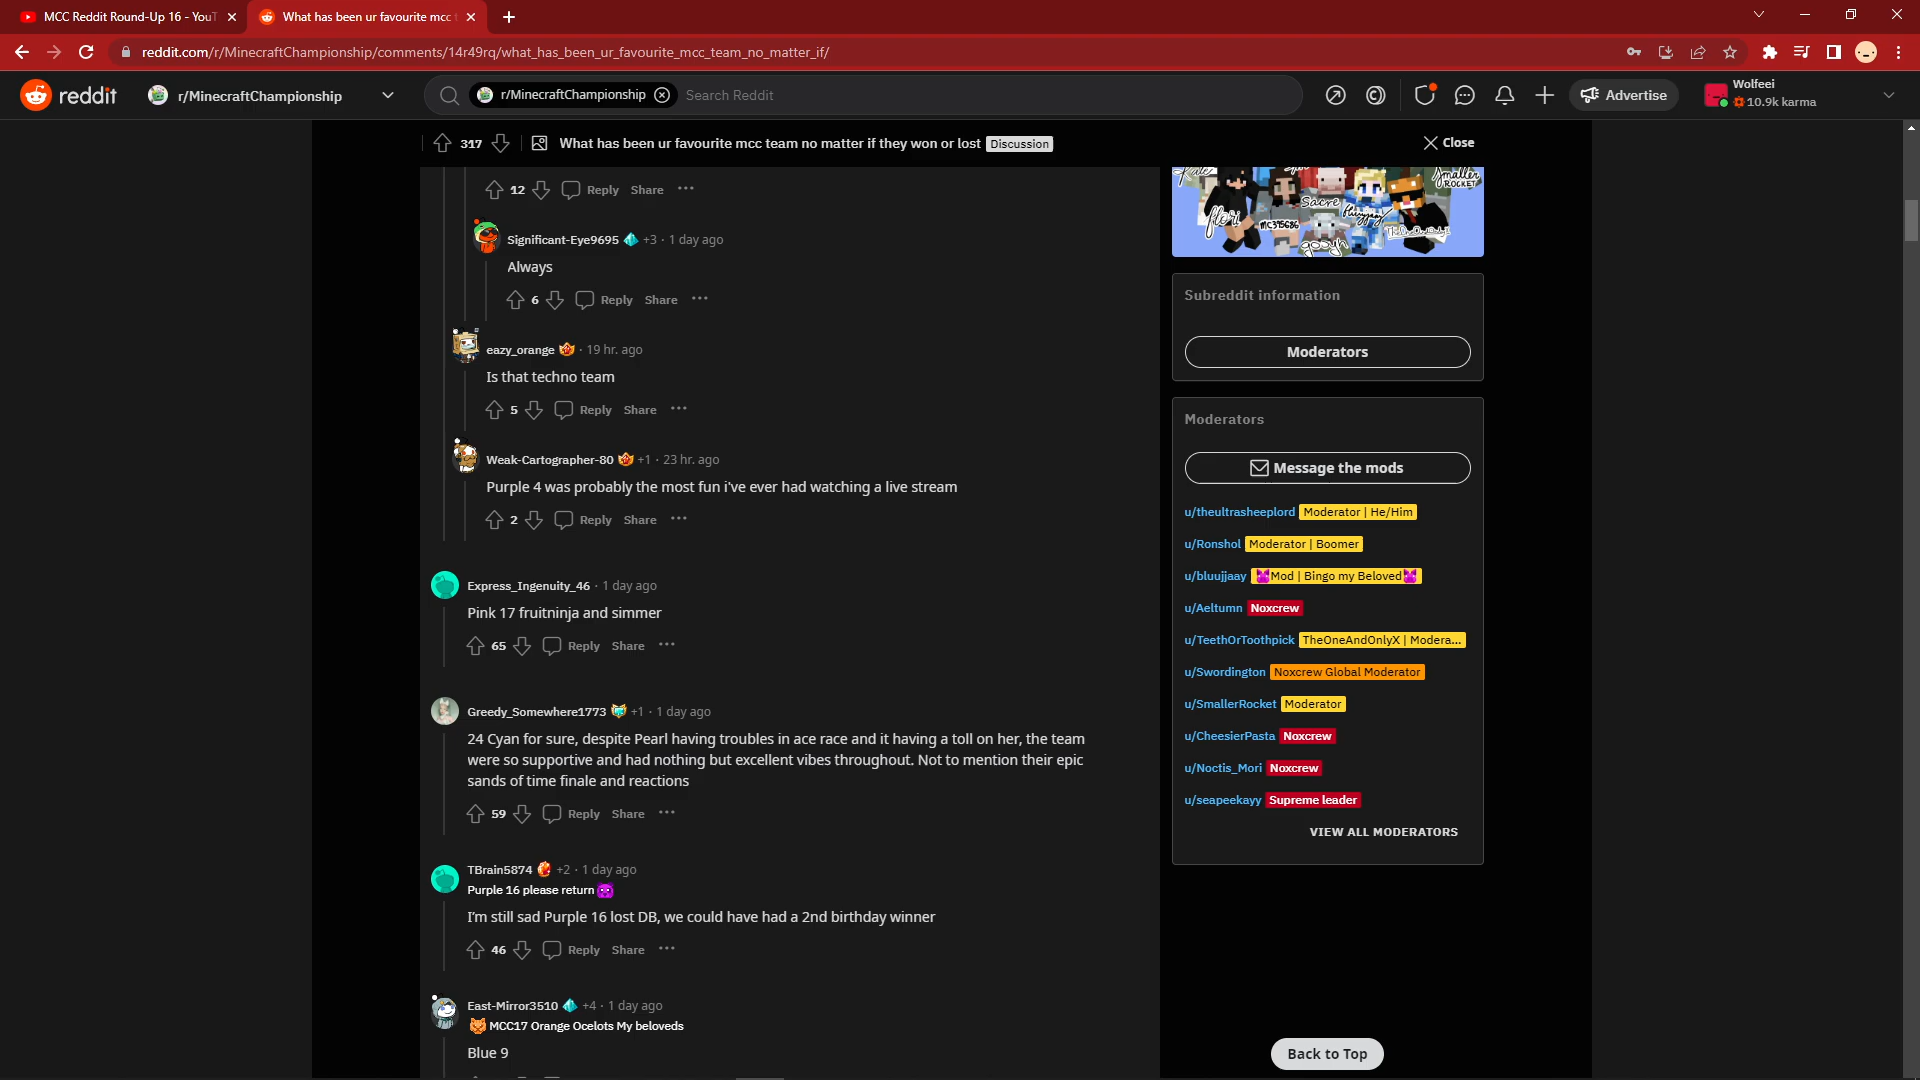 MCC Reddit Round-Up 16 - YouT
What has been ur favourite mcc t
reddit.com/r/MinecraftChampionship/comments/14r49rq/what_has_been_ur_favourite_mcc_team_no_matter_if/
reddit
r/MinecraftChampionship
r/MinecraftChampionship
Search Reddit
Advertise
Wolfeei
10.9k karma
317
What has been ur favourite mcc team no matter if they won or lost
Discussion
Close
12 Reply Share ...
Significant-Eye9695 +3 · 1 day ago
Always
6 Reply Share ...
eazy_orange · 19 hr. ago
Is that techno team
5 Reply Share ...
Weak-Cartographer-80 +1 · 23 hr. ago
Purple 4 was probably the most fun i've ever had watching a live stream
2 Reply Share ...
Express_Ingenuity_46 · 1 day ago
Pink 17 fruitninja and simmer
65 Reply Share ...
Greedy_Somewhere1773 +1 · 1 day ago
24 Cyan for sure, despite Pearl having troubles in ace race and it having a toll on her, the team
were so supportive and had nothing but excellent vibes throughout. Not to mention their epic
sands of time finale and reactions
59 Reply Share ...
TBrain5874 +2 · 1 day ago
Purple 16 please return
I'm still sad Purple 16 lost DB, we could have had a 2nd birthday winner
46 Reply Share ...
East-Mirror3510 +4 · 1 day ago
MCC17 Orange Ocelots My beloveds
Blue 9
Kate
Smaller
ROCKET
Sacre
fleri
MC315686
TheOneAndOnlyX
Subreddit information
Moderators
Moderators
Message the mods
u/theultrasheeplord Moderator | He/Him
u/Ronshol Moderator | Boomer
u/bluujjaay Mod | Bingo my Beloved
u/Aeltumn Noxcrew
u/TeethOrToothpick TheOneAndOnlyX | Modera...
u/Swordington Noxcrew Global Moderator
u/SmallerRocket Moderator
u/CheesierPasta Noxcrew
u/Noctis_Mori Noxcrew
u/seapeekayy Supreme leader
VIEW ALL MODERATORS
Back to Top